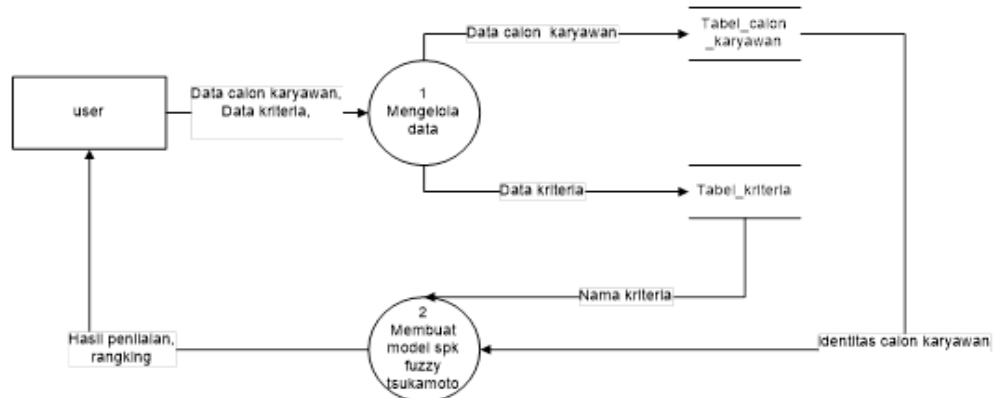 Data calon karyawan
Tabel_calon
_karyawan
user
Data calon karyawan,
Data kriteria,
1
Mengelola
data
Data kriteria
Tabel_kriteria
Nama kriteria
2
Membuat
model spk
fuzzy
tsukamoto
Hasil penilaian,
rangking
Identitas calon karyawan